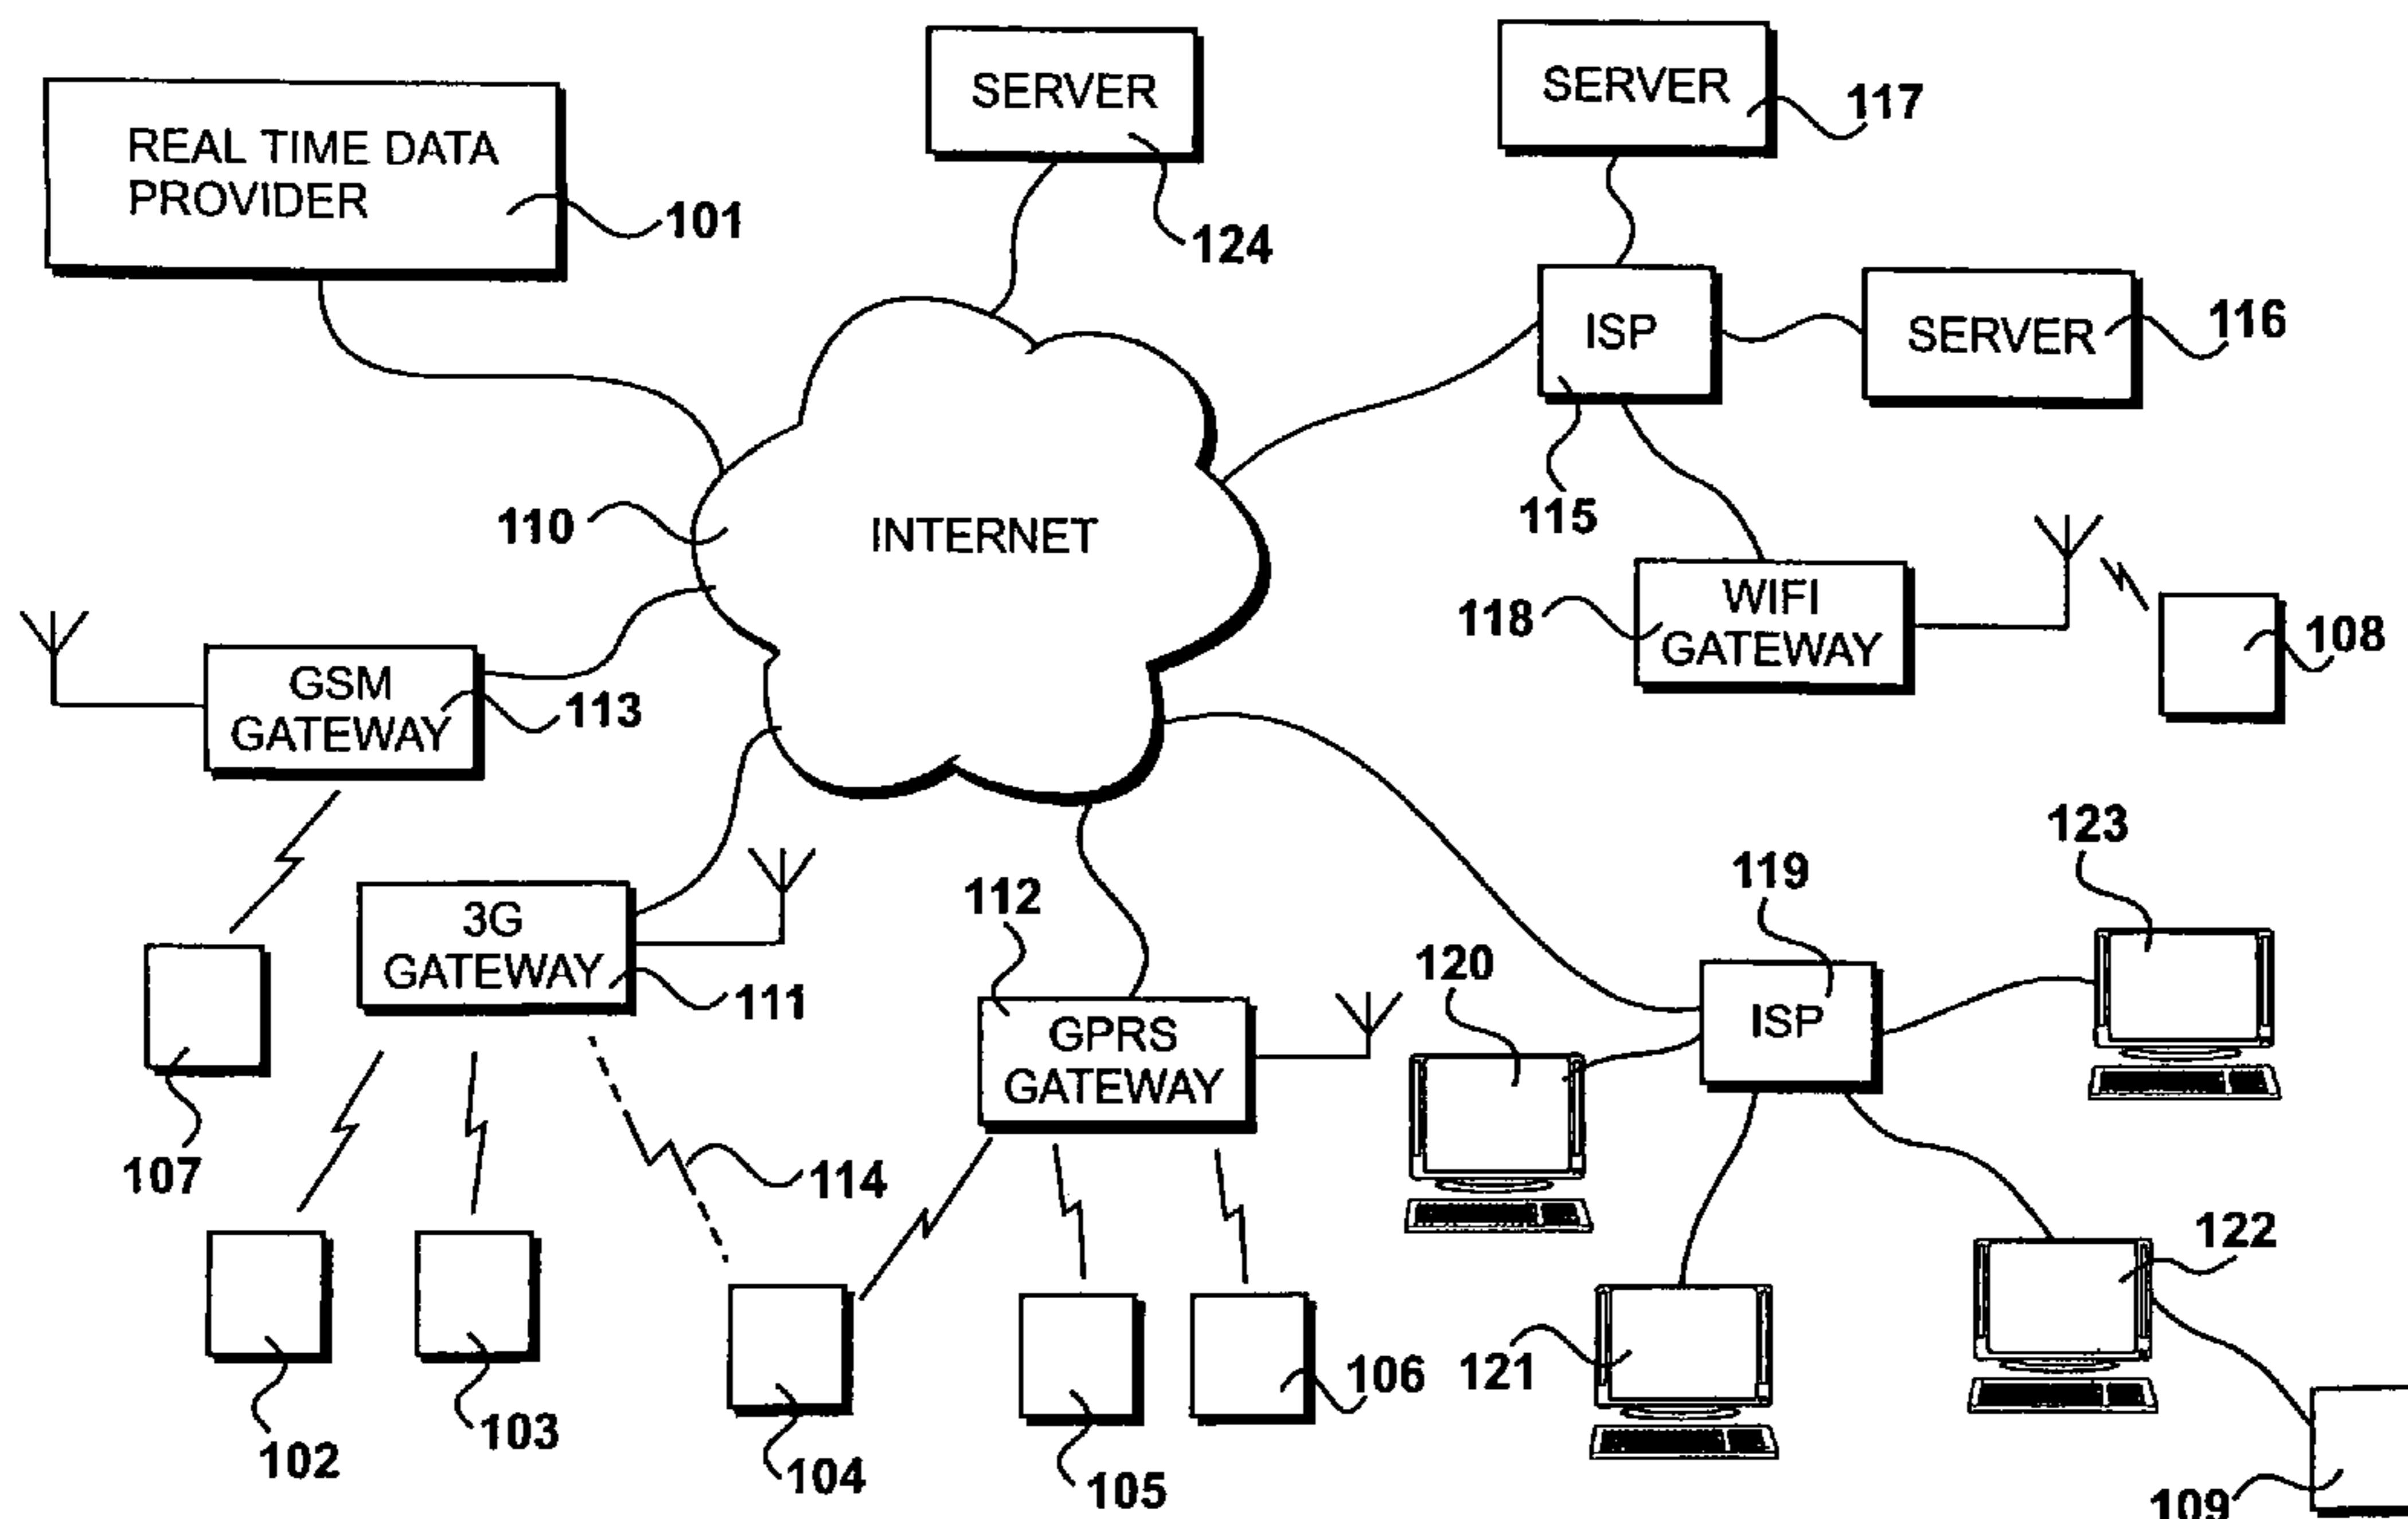 REAL TIME DATA
PROVIDER
101
SERVER
124
SERVER
117
ISP
115
SERVER
116
110
INTERNET
118
WIFI
GATEWAY
108
GSM
GATEWAY
113
107
3G
GATEWAY
111
112
GPRS
GATEWAY
114
102
103
104
105
106
119
ISP
120
123
121
122
109